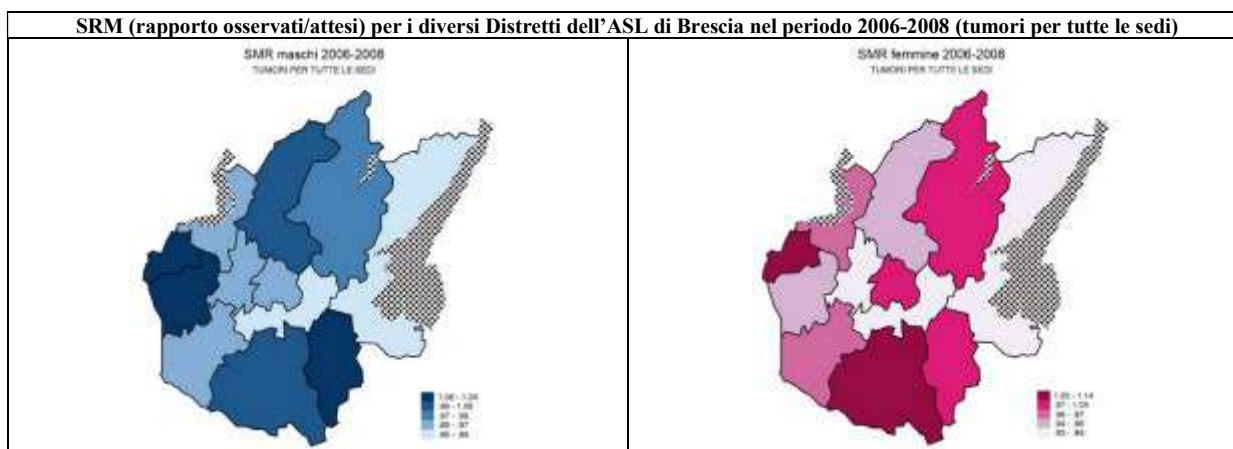 SRM (rapporto osservati/attesi) per i diversi Distretti dell'ASL di Brescia nel periodo 2006-2008 (tumori per tutte le sedi)
SMR maschi 2006-2008
TUMORI PER TUTTE LE SEDI
SMR femmine 2006-2008
TUMORI PER TUTTE LE SEDI